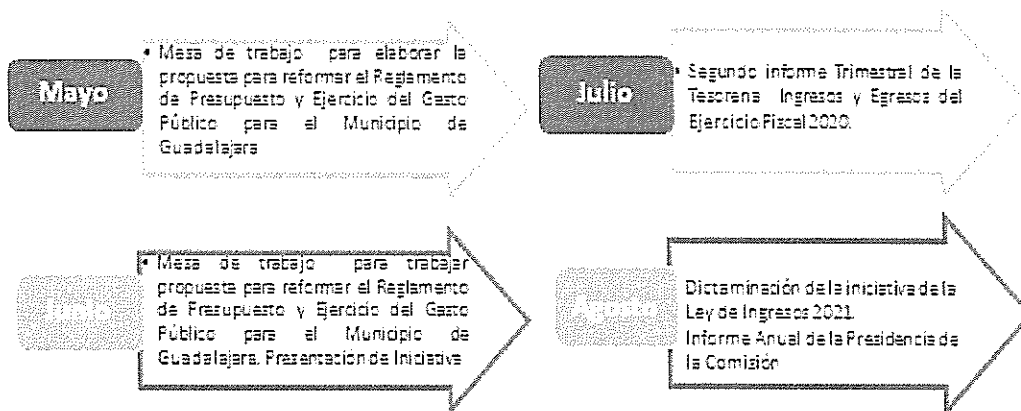 Mayo
• Mesa de trabajo para elaborar la
propuesta para reformar el Reglamento
de Presupuesto y Ejercicio del Gasto
Público para el Municipio de
Guadalajara
Junio
• Mesa de trabajo para trabajar
propuesta para reformar el Reglamento
de Presupuesto y Ejercicio del Gasto
Público para el Municipio de
Guadalajara. Presentación de Iniciativa
Julio
• Segundo informe Trimestral de la
Tesorería Ingresos y Egresos del
Ejercicio Fiscal 2020.
Agosto
Dictaminación de la iniciativa de la
Ley de Ingresos 2021.
Informe Anual de la Presidencia de
la Comisión